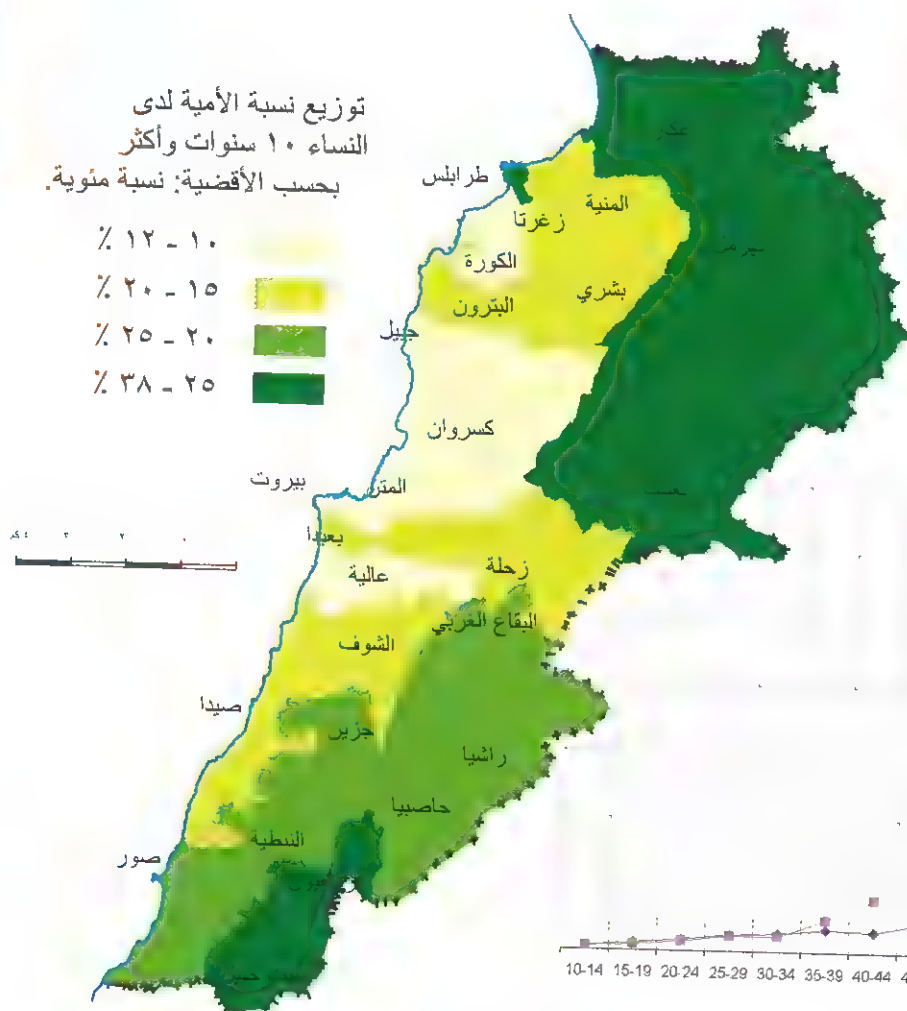 توزيع نسبة الأمية لدى
النساء ١٠ سنوات وأكثر
بحسب الأقضية: نسبة مئوية.
١٠ - ١٢ ٪
١٥ - ٢٠ ٪
٢٠ - ٢٥ ٪
٢٥ - ٣٨ ٪
عكار
طرابلس
المنية
زغرتا
الكورة
بشري
البترون
جبيل
كسروان
المتن
بيروت
بعبدا
زحلة
عالية
البقاع الغربي
الشوف
صيدا
جزين
راشيا
حاصبيا
النبطية
صور
10-14 15-19 20-24 25-29 30-34 35-39 40-44